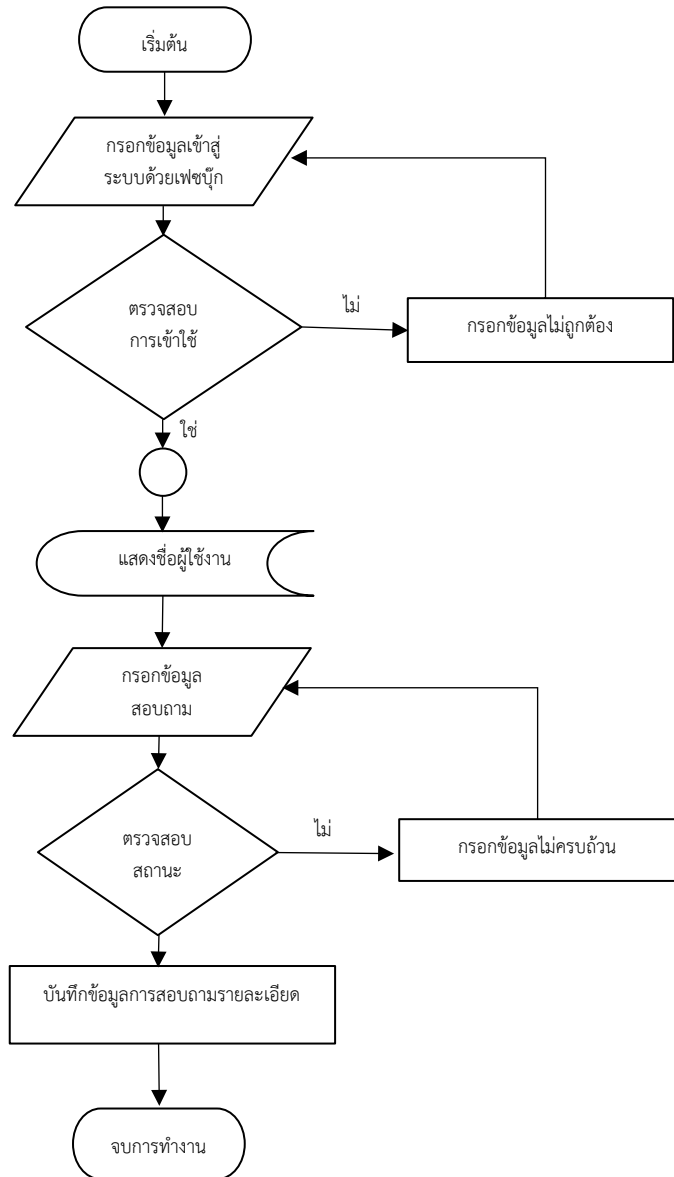 เริ่มต้น
กรอกข้อมูลเข้าสู่
ระบบด้วยเฟซบุ๊ก
ตรวจสอบ
การเข้าใช้
ไม่
กรอกข้อมูลไม่ถูกต้อง
ใช่
แสดงชื่อผู้ใช้งาน
กรอกข้อมูล
สอบถาม
ตรวจสอบ
สถานะ
ไม่
กรอกข้อมูลไม่ครบถ้วน
บันทึกข้อมูลการสอบถามรายละเอียด
จบการทำงาน